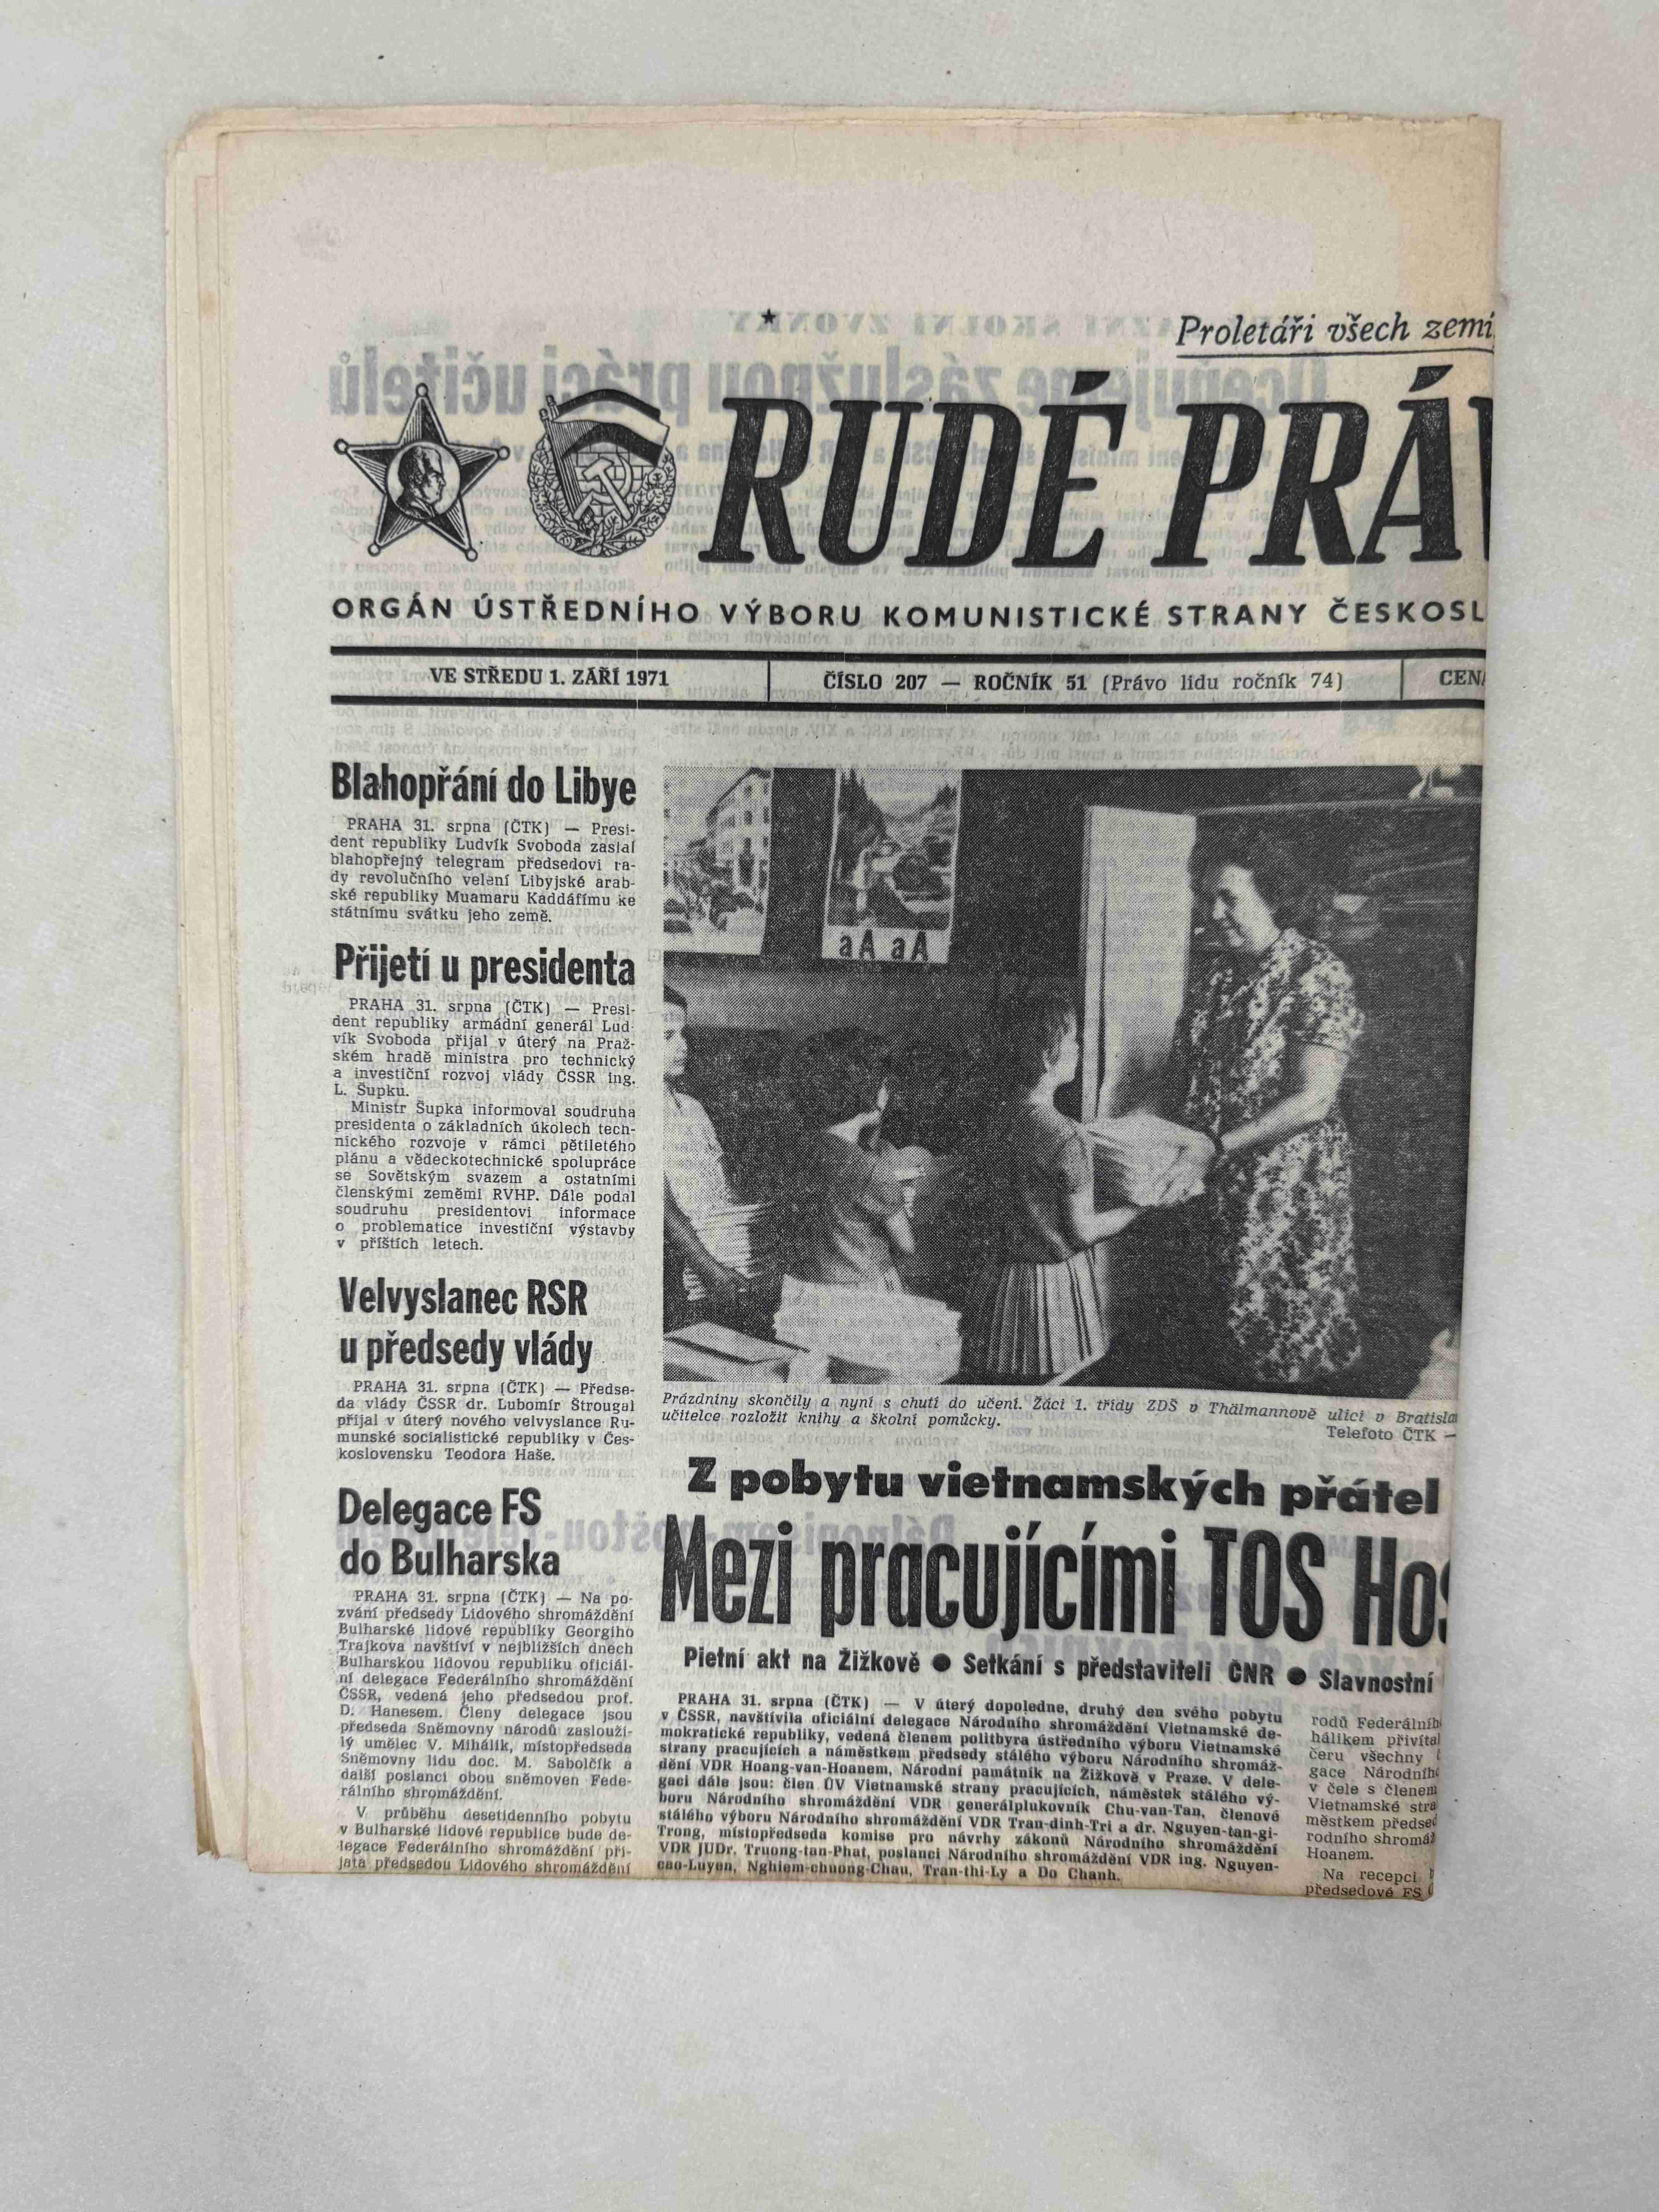 Proletáři všech zemí
RUDÉ PRÁV
ORGÁN ÚSTŘEDNÍHO VÝBORU KOMUNISTICKÉ STRANY ČESKOSL
VE STŘEDU 1. ZÁŘÍ 1971
ČÍSLO 207 — ROČNÍK 51 (Právo lidu ročník 74)
CENA
Blahopřání do Libye
PRAHA 31. srpna (ČTK) — Presi-
dent republiky Ludvík Svoboda zaslal
blahopřejný telegram předsedovi ra-
dy revolučního velení Libyjské arab-
ské republiky Muamaru Kaddáfímu ke
státnímu svátku jeho země.
Přijetí u presidenta
PRAHA 31. srpna (ČTK) — Presi-
dent republiky armádní generál Lud-
vík Svoboda přijal v úterý na Praž-
ském hradě ministra pro technický
a investiční rozvoj vlády ČSSR ing.
L. Šupku.
Ministr Šupka informoval soudruha
presidenta o základních úkolech tech-
nického rozvoje v rámci pětiletého
plánu a vědeckotechnické spolupráce
se Sovětským svazem a ostatními
členskými zeměmi RVHP. Dále podal
soudruhu presidentovi informace
o problematice investiční výstavby
v příštích letech.
Velvyslanec RSR
u předsedy vlády
PRAHA 31. srpna (ČTK) — Předse-
da vlády ČSSR dr. Lubomír Štrougal
přijal v úterý nového velvyslance Ru-
munské socialistické republiky v Čes-
koslovensku Teodora Haše.
Delegace FS
do Bulharska
PRAHA 31. srpna (ČTK) — Na po-
zvání předsedy Lidového shromáždění
Bulharské lidové republiky Georgiho
Trajkova navštíví v nejbližších dnech
Bulharskou lidovou republiku oficiál-
ní delegace Federálního shromáždění
ČSSR, vedená jeho předsedou prof.
D. Hanesem. Členy delegace jsou
předseda Sněmovny národů zaslouži-
lý umělec V. Mihálik, místopředseda
Sněmovny lidu doc. M. Sabolčík a
další poslanci obou sněmoven Fede-
rálního shromáždění.
V průběhu desetidenního pobytu
v Bulharské lidové republice bude de-
legace Federálního shromáždění při-
jata předsedou Lidového shromáždění
aA aA
Prázdniny skončily a nyní s chutí do učení. Žáci 1. třídy ZDŠ v Thälmannově ulici v Bratisla
učitelce rozložit knihy a školní pomůcky.
Telefoto ČTK —
Z pobytu vietnamských přátel
Mezi pracujícími TOS Hos
Pietní akt na Žižkově ● Setkání s představiteli ČNR ● Slavnostní
PRAHA 31. srpna (ČTK) — V úterý dopoledne, druhý den svého pobytu
v ČSSR, navštívila oficiální delegace Národního shromáždění Vietnamské de-
mokratické republiky, vedená členem politbyra ústředního výboru Vietnamské
strany pracujících a náměstkem předsedy stálého výboru Národního shromáž-
dění VDR Hoang-van-Hoanem, Národní památník na Žižkově v Praze. V dele-
gaci dále jsou: člen ÚV Vietnamské strany pracujících, náměstek stálého vý-
boru Národního shromáždění VDR generálplukovník Chu-van-Tan, členové
stálého výboru Národního shromáždění VDR Tran-dinh-Tri a dr. Nguyen-tan-gi-
Trong, místopředseda komise pro návrhy zákonů Národního shromáždění
VDR JUDr. Truong-tan-Phat, poslanci Národního shromáždění VDR ing. Nguyen-
cao-Luyen, Nghiem-chuong-Chau, Tran-thi-Ly a Do Chanh.
rodů Federálníh
hálikem přivítal
čeru všechny
gace Národníh
v čele s členem
Vietnamské stra
městkem předsed
rodního shromáž
Hoanem.
Na recepci
předsedové FS